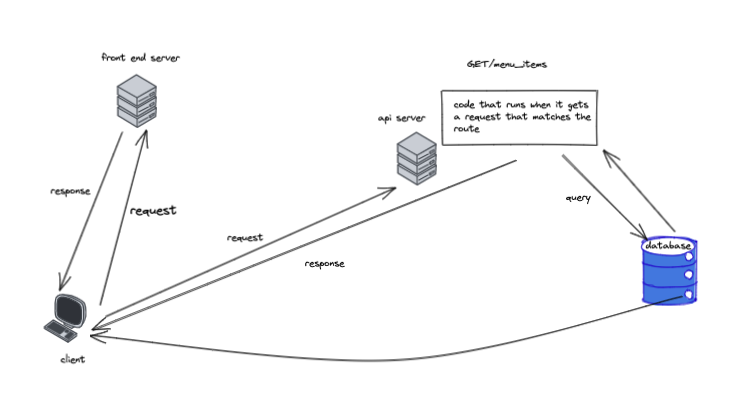 front end server
GET/menu_items
code that runs when it gets
a request that matches the
route
api server
response
request
query
request
response
database
client